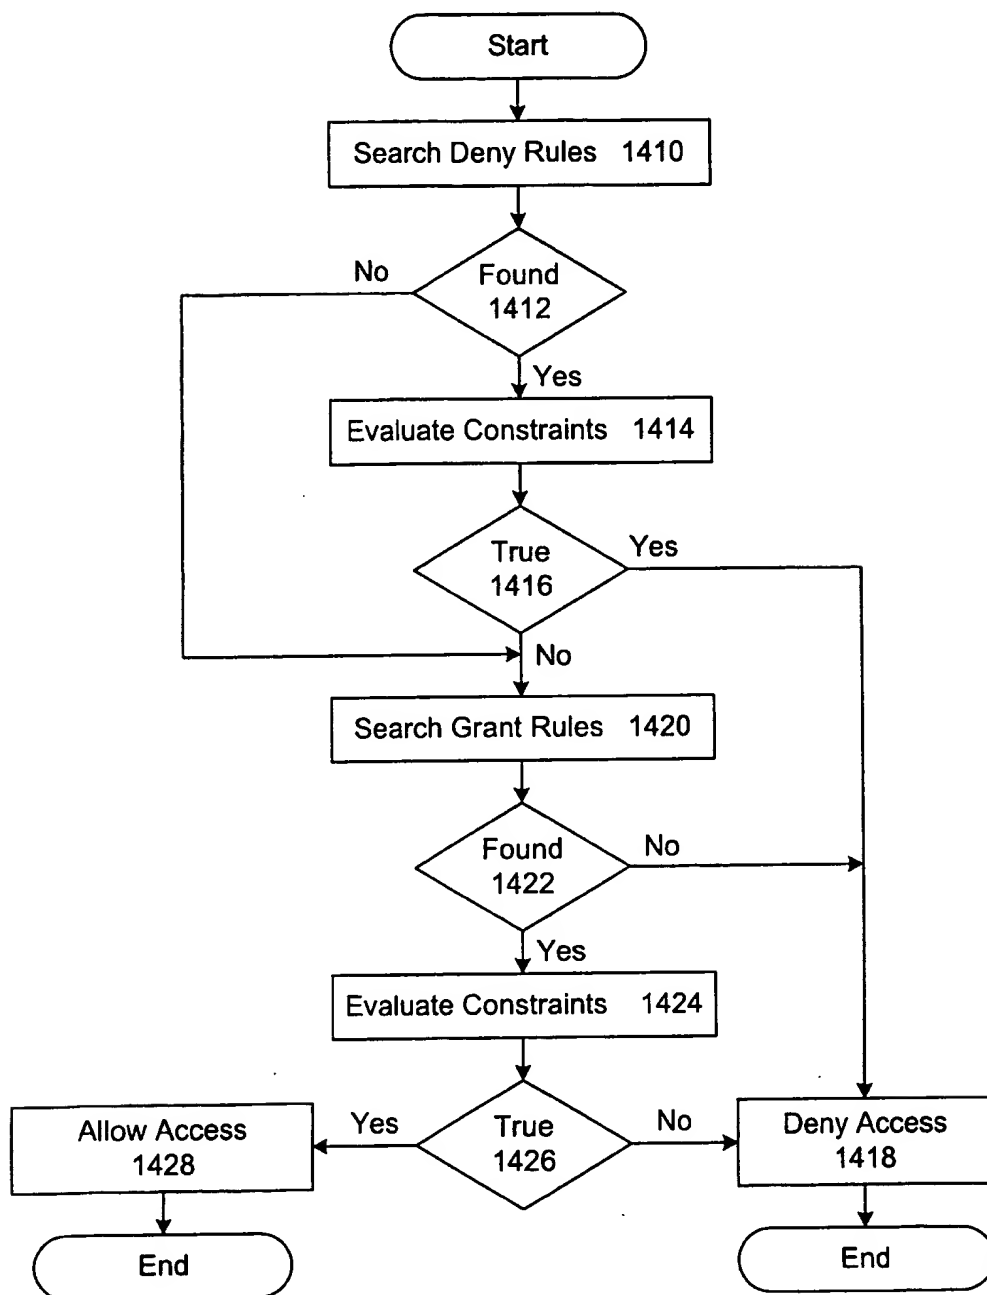 Start
Search Deny Rules 1410
No
Found
1412
Yes
Evaluate Constraints 1414
True
1416
Yes
No
Search Grant Rules 1420
Found
1422
No
Yes
Evaluate Constraints 1424
Allow Access
1428
Yes
True
1426
No
Deny Access
1418
End
End